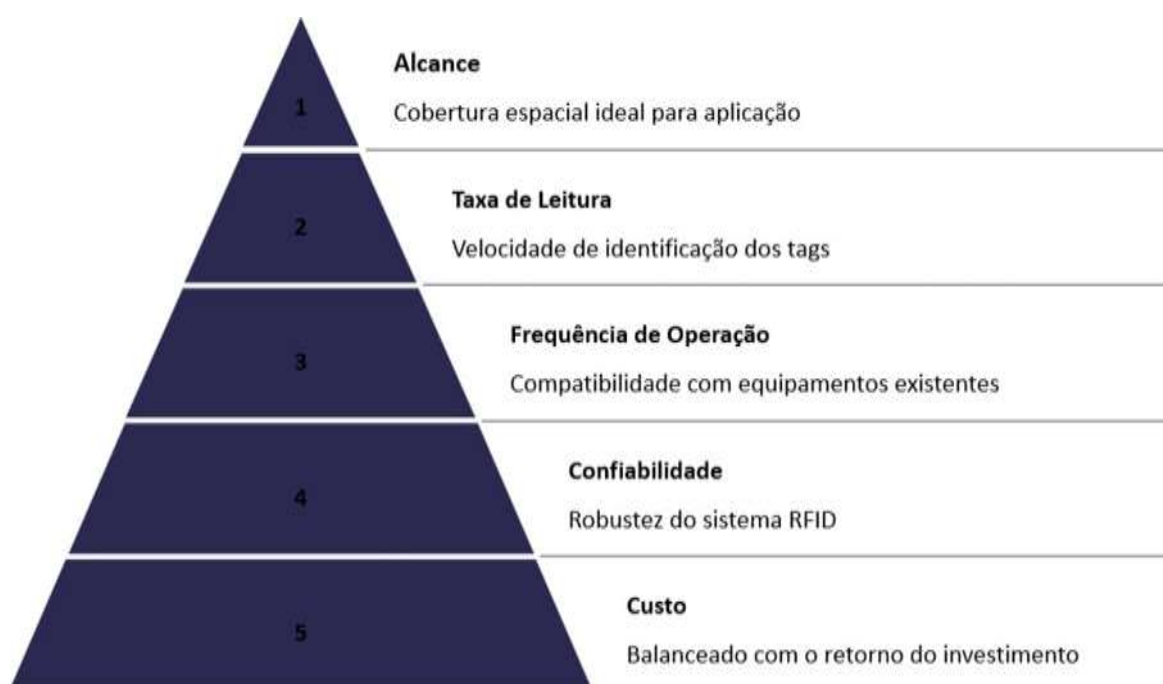 1
Alcance
Cobertura espacial ideal para aplicação
2
Taxa de Leitura
Velocidade de identificação dos tags
3
Frequência de Operação
Compatibilidade com equipamentos existentes
4
Confiabilidade
Robustez do sistema RFID
5
Custo
Balanceado com o retorno do investimento